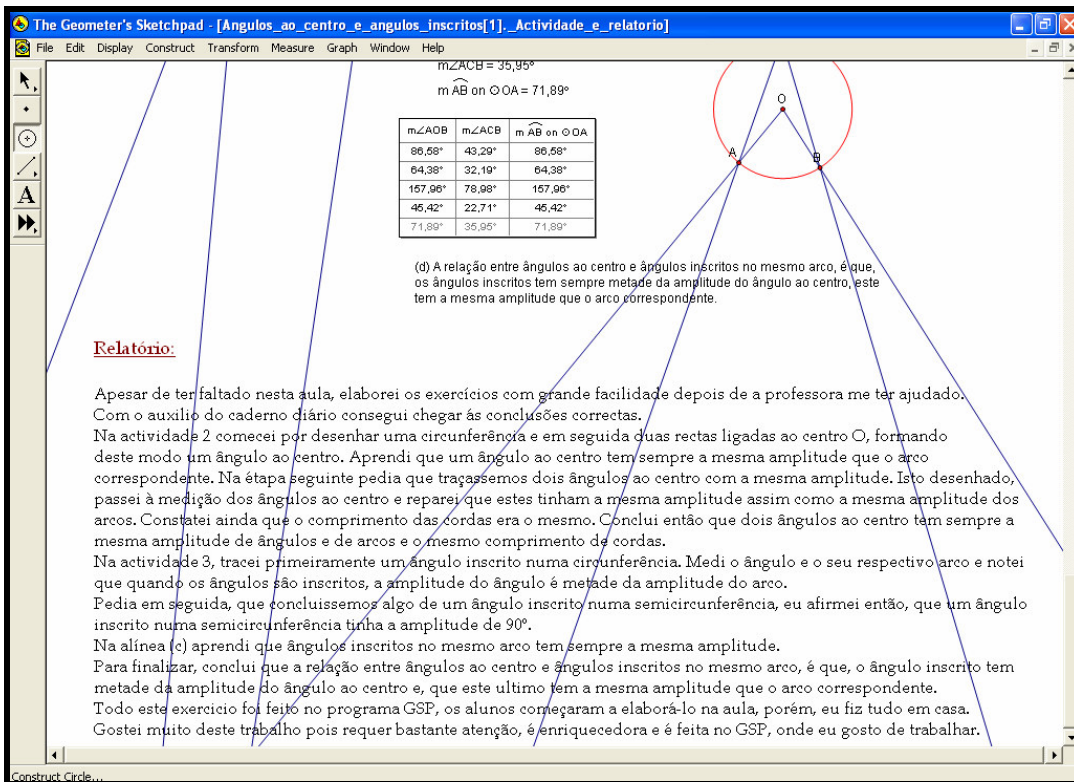 The Geometer's Sketchpad - [Angulos_ao_centro_e_angulos_inscritos[1]._Actividade_e_relatorio]
File Edit Display Construct Transform Measure Graph Window Help
m∠ACB = 35,95°
m AB on ⊙OA = 71,89°
O
A
B
m∠AOB m∠ACB m AB on ⊙OA
86,58° 43,29° 86,58°
64,38° 32,19° 64,38°
157,96° 78,98° 157,96°
45,42° 22,71° 45,42°
71,89° 35,95° 71,89°
(d) A relação entre ângulos ao centro e ângulos inscritos no mesmo arco, é que,
os ângulos inscritos tem sempre metade da amplitude do ângulo ao centro, este
tem a mesma amplitude que o arco correspondente.
Relatório:
Apesar de ter faltado nesta aula, elaborei os exercícios com grande facilidade depois de a professora me ter ajudado.
Com o auxilio do caderno diário consegui chegar ás conclusões correctas.
Na actividade 2 comecei por desenhar uma circunferência e em seguida duas rectas ligadas ao centro O, formando
deste modo um ângulo ao centro. Aprendi que um ângulo ao centro tem sempre a mesma amplitude que o arco
correspondente. Na étapa seguinte pedia que traçassemos dois ângulos ao centro com a mesma amplitude. Isto desenhado,
passei à medição dos ângulos ao centro e reparei que estes tinham a mesma amplitude assim como a mesma amplitude dos
arcos. Constatei ainda que o comprimento das cordas era o mesmo. Conclui então que dois ângulos ao centro tem sempre a
mesma amplitude de ângulos e de arcos e o mesmo comprimento de cordas.
Na actividade 3, tracei primeiramente um ângulo inscrito numa circunferência. Medi o ângulo e o seu respectivo arco e notei
que quando os ângulos são inscritos, a amplitude do ângulo é metade da amplitude do arco.
Pedia em seguida, que concluissemos algo de um ângulo inscrito numa semicircunferência, eu afirmei então, que um ângulo
inscrito numa semicircunferência tinha a amplitude de 90º.
Na alínea (c) aprendi que ângulos inscritos no mesmo arco tem sempre a mesma amplitude.
Para finalizar, conclui que a relação entre ângulos ao centro e ângulos inscritos no mesmo arco, é que, o ângulo inscrito tem
metade da amplitude do ângulo ao centro e, que este ultimo tem a mesma amplitude que o arco correspondente.
Todo este exercicio foi feito no programa GSP, os alunos começaram a elaborá-lo na aula, porém, eu fiz tudo em casa.
Gostei muito deste trabalho pois requer bastante atenção, é enriquecedora e é feita no GSP, onde eu gosto de trabalhar.
Construct Circle...